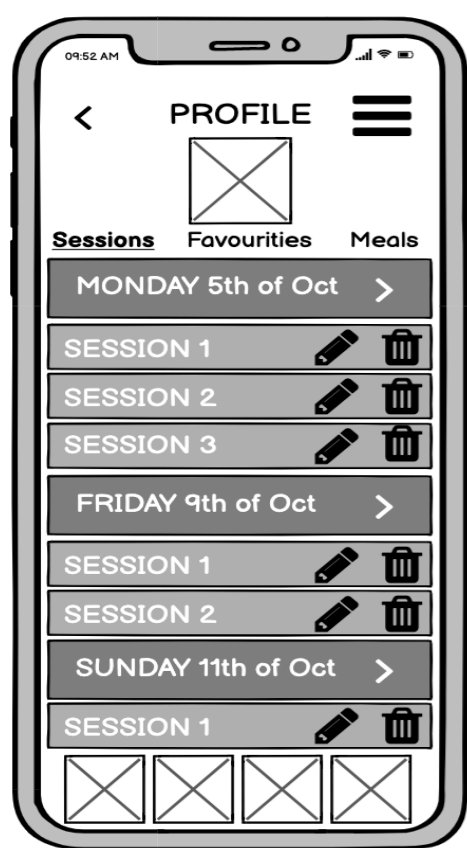 09:52 AM
PROFILE
Sessions Favourities Meals
MONDAY 5th of Oct
SESSION 1
SESSION 2
SESSION 3
FRIDAY 9th of Oct
SESSION 1
SESSION 2
SUNDAY 11th of Oct
SESSION 1